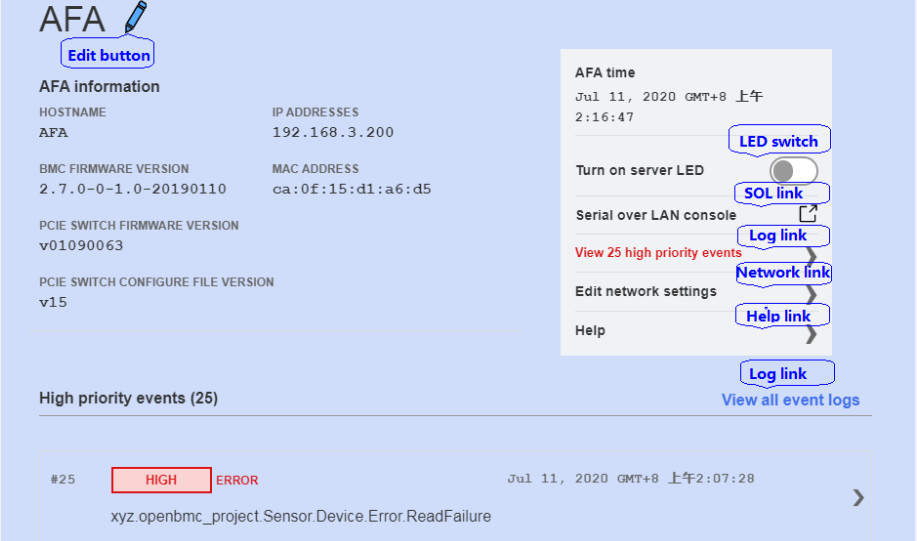 AFA
Edit button
AFA information
HOSTNAME
AFA
IP ADDRESSES
192.168.3.200
BMC FIRMWARE VERSION
2.7.0-0-1.0-20190110
MAC ADDRESS
ca:0f:15:d1:a6:d5
PCIE SWITCH FIRMWARE VERSION
v01090063
PCIE SWITCH CONFIGURE FILE VERSION
v15
AFA time
Jul 11, 2020 GMT+8 上午
2:16:47
LED switch
Turn on server LED
SOL link
Serial over LAN console
Log link
View 25 high priority events
Network link
Edit network settings
Help link
Help
Log link
High priority events (25)
View all event logs
#25
HIGH
ERROR
Jul 11, 2020 GMT+8 上午2:07:28
xyz.openbmc_project.Sensor.Device.Error.ReadFailure